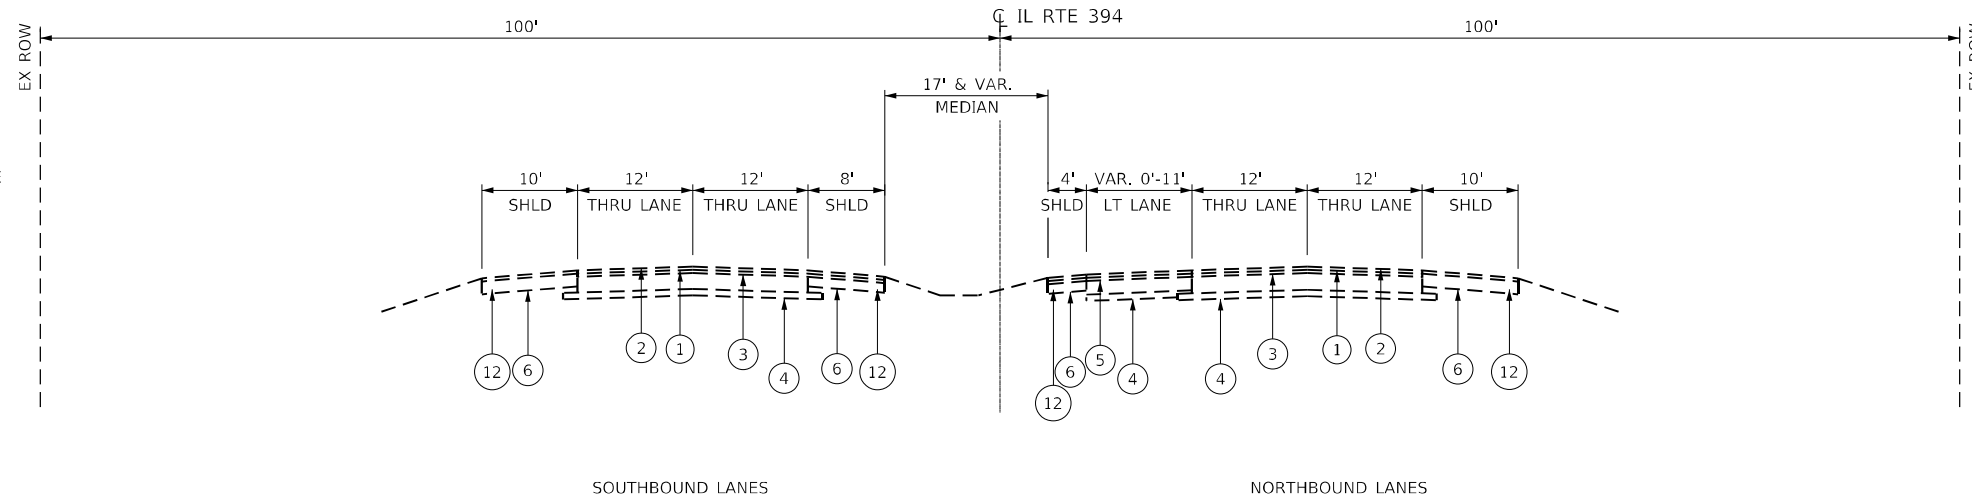 ℄ IL RTE 394
100'
100'
EX ROW
EX ROW
17' & VAR.
MEDIAN
10'
12'
12'
8'
4'
VAR. 0'-11'
12'
12'
10'
SHLD
THRU LANE
THRU LANE
SHLD
SHLD
LT LANE
THRU LANE
THRU LANE
SHLD
12
6
2
1
3
4
6
12
12
6
5
4
4
3
1
2
6
12
SOUTHBOUND LANES
NORTHBOUND LANES